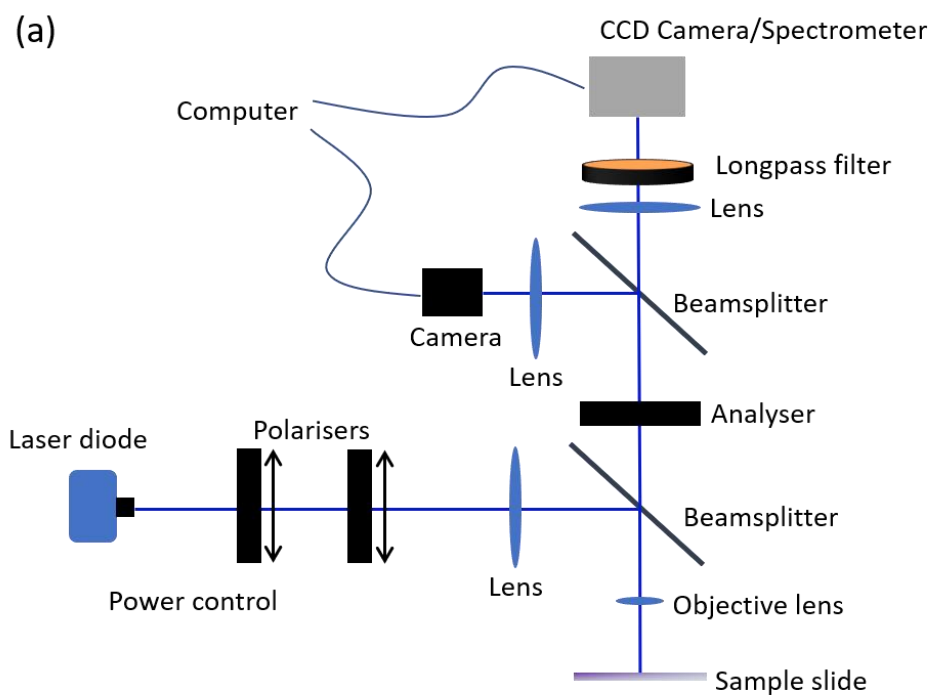 (a)
CCD Camera/Spectrometer
Computer
Longpass filter
Lens
Beamsplitter
Camera
Lens
Analyser
Polarisers
Laser diode
Beamsplitter
Lens
Power control
Objective lens
Sample slide